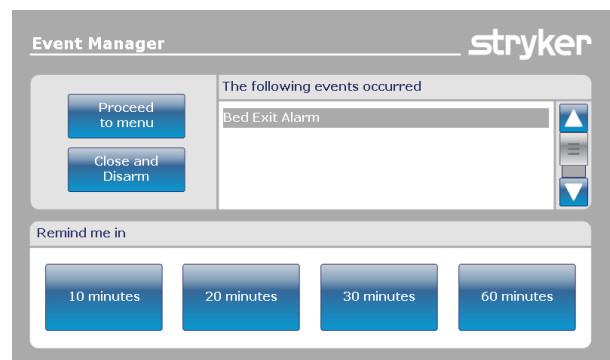 Event Manager
stryker
The following events occurred
Proceed
to menu
Bed Exit Alarm
Close and
Disarm
Remind me in
10 minutes
20 minutes
30 minutes
60 minutes